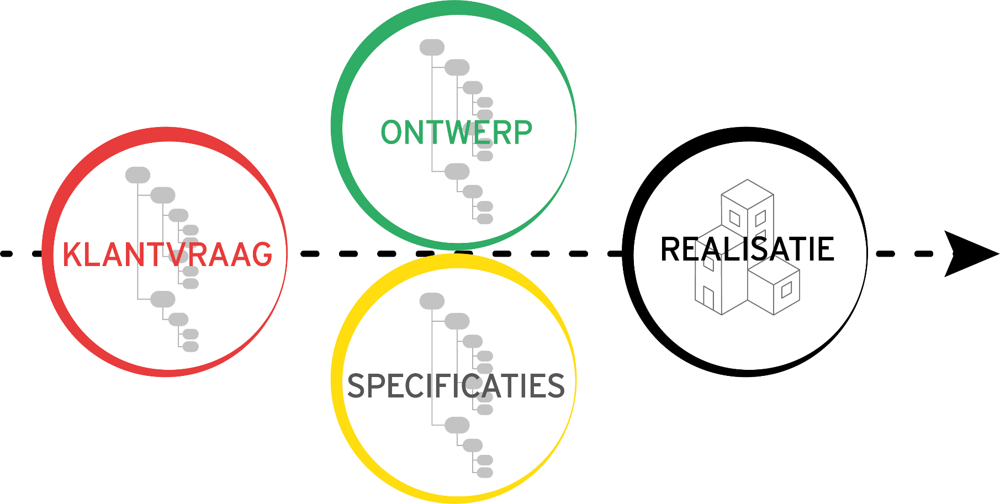 KLANTVRAAG
ONTWERP
SPECIFICATIES
REALISATIE